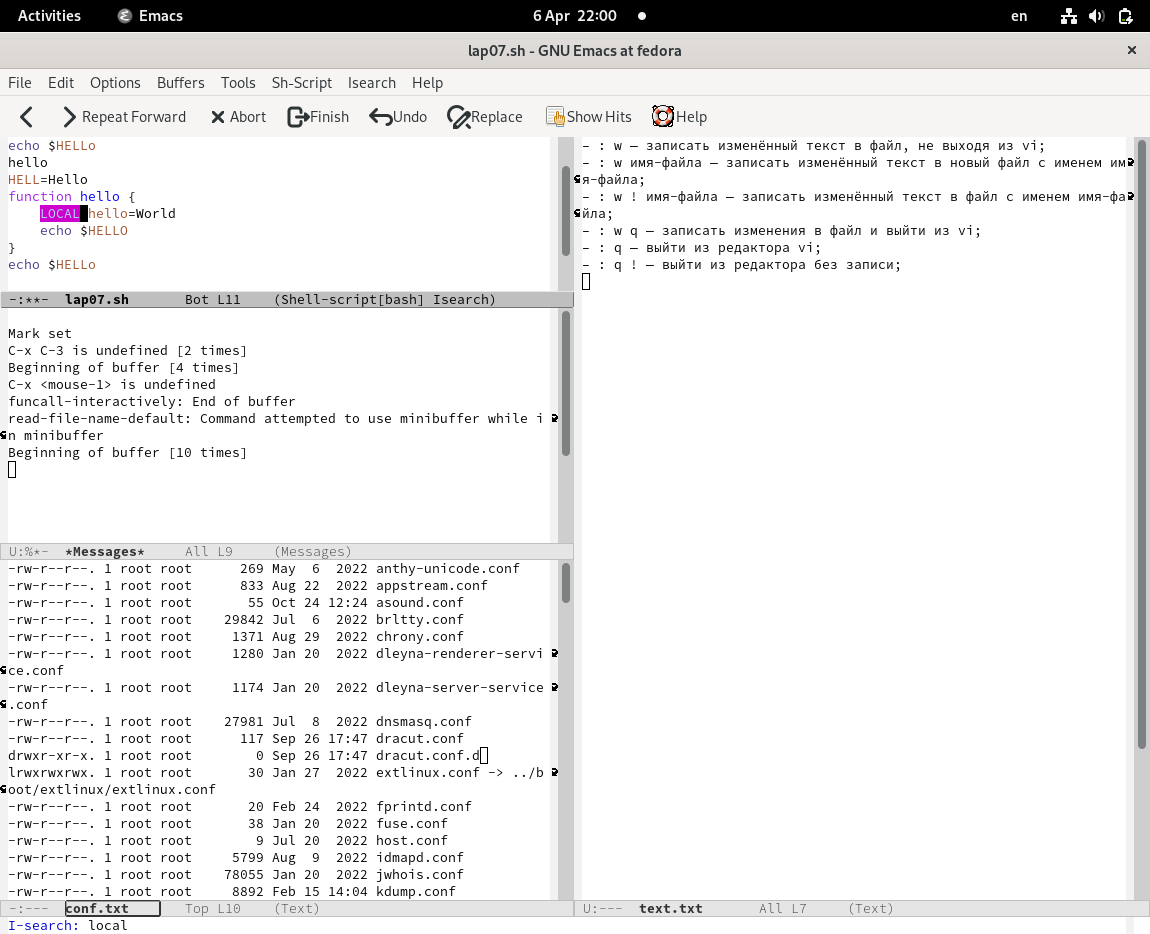 Activities Emacs 6 Apr 22:00 en
lap07.sh - GNU Emacs at fedora ×
File Edit Options Buffers Tools Sh-Script Isearch Help
Repeat Forward Abort Finish Undo Replace Show Hits Help
echo $HELLo
hello
HELL=Hello
function hello {
    LOCAL hello=World
    echo $HELLO
}
echo $HELLo
-:**-  lap07.sh       Bot L11    (Shell-script[bash] Isearch)
Mark set
C-x C-3 is undefined [2 times]
Beginning of buffer [4 times]
C-x <mouse-1> is undefined
funcall-interactively: End of buffer
read-file-name-default: Command attempted to use minibuffer while i
n minibuffer
Beginning of buffer [10 times]
U:%*-  *Messages*     All L9     (Messages)
-rw-r--r--. 1 root root      269 May  6  2022 anthy-unicode.conf
-rw-r--r--. 1 root root      833 Aug 22  2022 appstream.conf
-rw-r--r--. 1 root root       55 Oct 24 12:24 asound.conf
-rw-r--r--. 1 root root    29842 Jul  6  2022 brltty.conf
-rw-r--r--. 1 root root     1371 Aug 29  2022 chrony.conf
-rw-r--r--. 1 root root     1280 Jan 20  2022 dleyna-renderer-servi
ce.conf
-rw-r--r--. 1 root root     1174 Jan 20  2022 dleyna-server-service
.conf
-rw-r--r--. 1 root root    27981 Jul  8  2022 dnsmasq.conf
-rw-r--r--. 1 root root      117 Sep 26 17:47 dracut.conf
drwxr-xr-x. 1 root root        0 Sep 26 17:47 dracut.conf.d
lrwxrwxrwx. 1 root root       30 Jan 27  2022 extlinux.conf -> ../b
oot/extlinux/extlinux.conf
-rw-r--r--. 1 root root       20 Feb 24  2022 fprintd.conf
-rw-r--r--. 1 root root       38 Jan 20  2022 fuse.conf
-rw-r--r--. 1 root root        9 Jul 20  2022 host.conf
-rw-r--r--. 1 root root     5799 Aug  9  2022 idmapd.conf
-rw-r--r--. 1 root root    78055 Jan 20  2022 jwhois.conf
-rw-r--r--. 1 root root     8892 Feb 15 14:04 kdump.conf
-:---  conf.txt       Top L10    (Text)
– : w – записать изменённый текст в файл, не выходя из vi;
– : w имя-файла – записать изменённый текст в новый файл с именем им
я-файла;
– : w ! имя-файла – записать изменённый текст в файл с именем имя-фа
йла;
– : w q – записать изменения в файл и выйти из vi;
– : q – выйти из редактора vi;
– : q ! – выйти из редактора без записи;
U:---  text.txt       All L7     (Text)
I-search: local